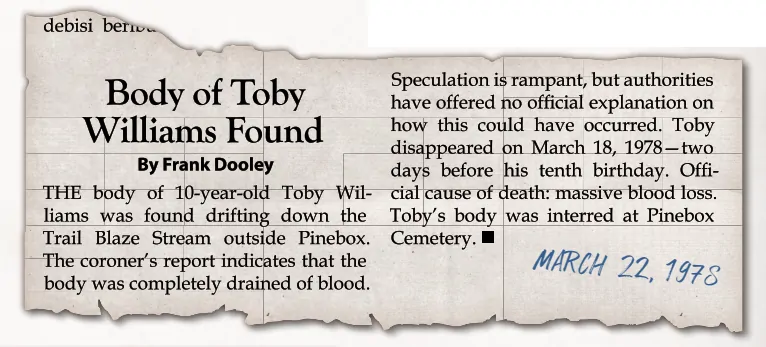 debisi
Body of Toby
Williams Found
By Frank Dooley
THE body of 10-year-old Toby Wil-
liams was found drifting down the
Trail Blaze Stream outside Pinebox.
The coroner's report indicates that the
body was completely drained of blood.
Speculation is rampant, but authorities
have offered no official explanation on
how this could have occurred. Toby
disappeared on March 18, 1978—two
days before his tenth birthday. Offi-
cial cause of death: massive blood loss.
Toby's body was interred at Pinebox
Cemetery. ■
MARCH 22, 1978